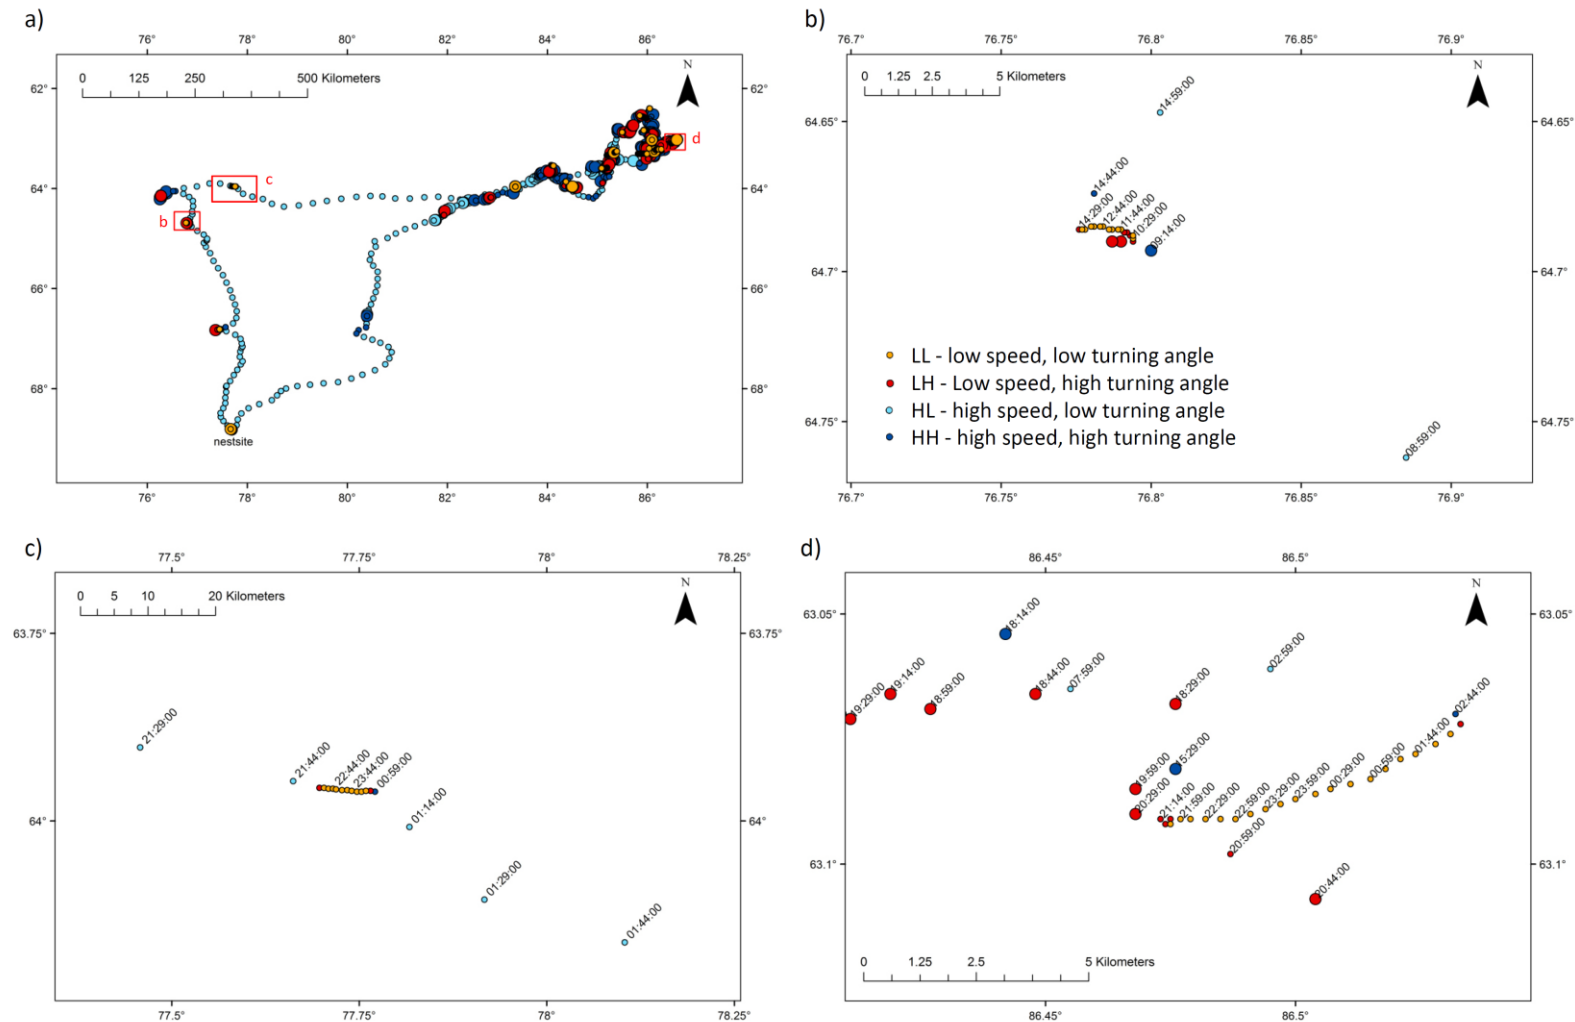 a)
76° 78° 80° 82° 84° 86°
0 125 250 500 Kilometers
N
62° 62°
d
c
64° 64°
b
66° 66°
68° 68°
nestsite
76° 78° 80° 82° 84° 86°
b)
76.7° 76.75° 76.8° 76.85° 76.9°
0 1.25 2.5 5 Kilometers
N
14:59:00
64.65° 64.65°
14:44:00
14:29:00
12:44:00
11:44:00
10:29:00
09:14:00
64.7° 64.7°
LL - low speed, low turning angle
LH - Low speed, high turning angle
HL - high speed, low turning angle
HH - high speed, high turning angle
64.75° 64.75°
08:59:00
76.7° 76.75° 76.8° 76.85° 76.9°
c)
77.5° 77.75° 78° 78.25°
0 5 10 20 Kilometers
N
63.75° 63.75°
21:29:00
21:44:00
22:44:00
23:44:00
00:59:00
01:14:00
64° 64°
01:29:00
01:44:00
77.5° 77.75° 78° 78.25°
d)
86.45° 86.5°
N
63.05° 63.05°
18:14:00
02:59:00
07:59:00
18:44:00
19:14:00
19:29:00
18:59:00
18:29:00
02:44:00
01:44:00
15:29:00
00:59:00
19:59:00
00:29:00
23:59:00
23:29:00
22:59:00
22:29:00
21:59:00
21:14:00
20:29:00
20:59:00
63.1° 63.1°
20:44:00
0 1.25 2.5 5 Kilometers
86.45° 86.5°